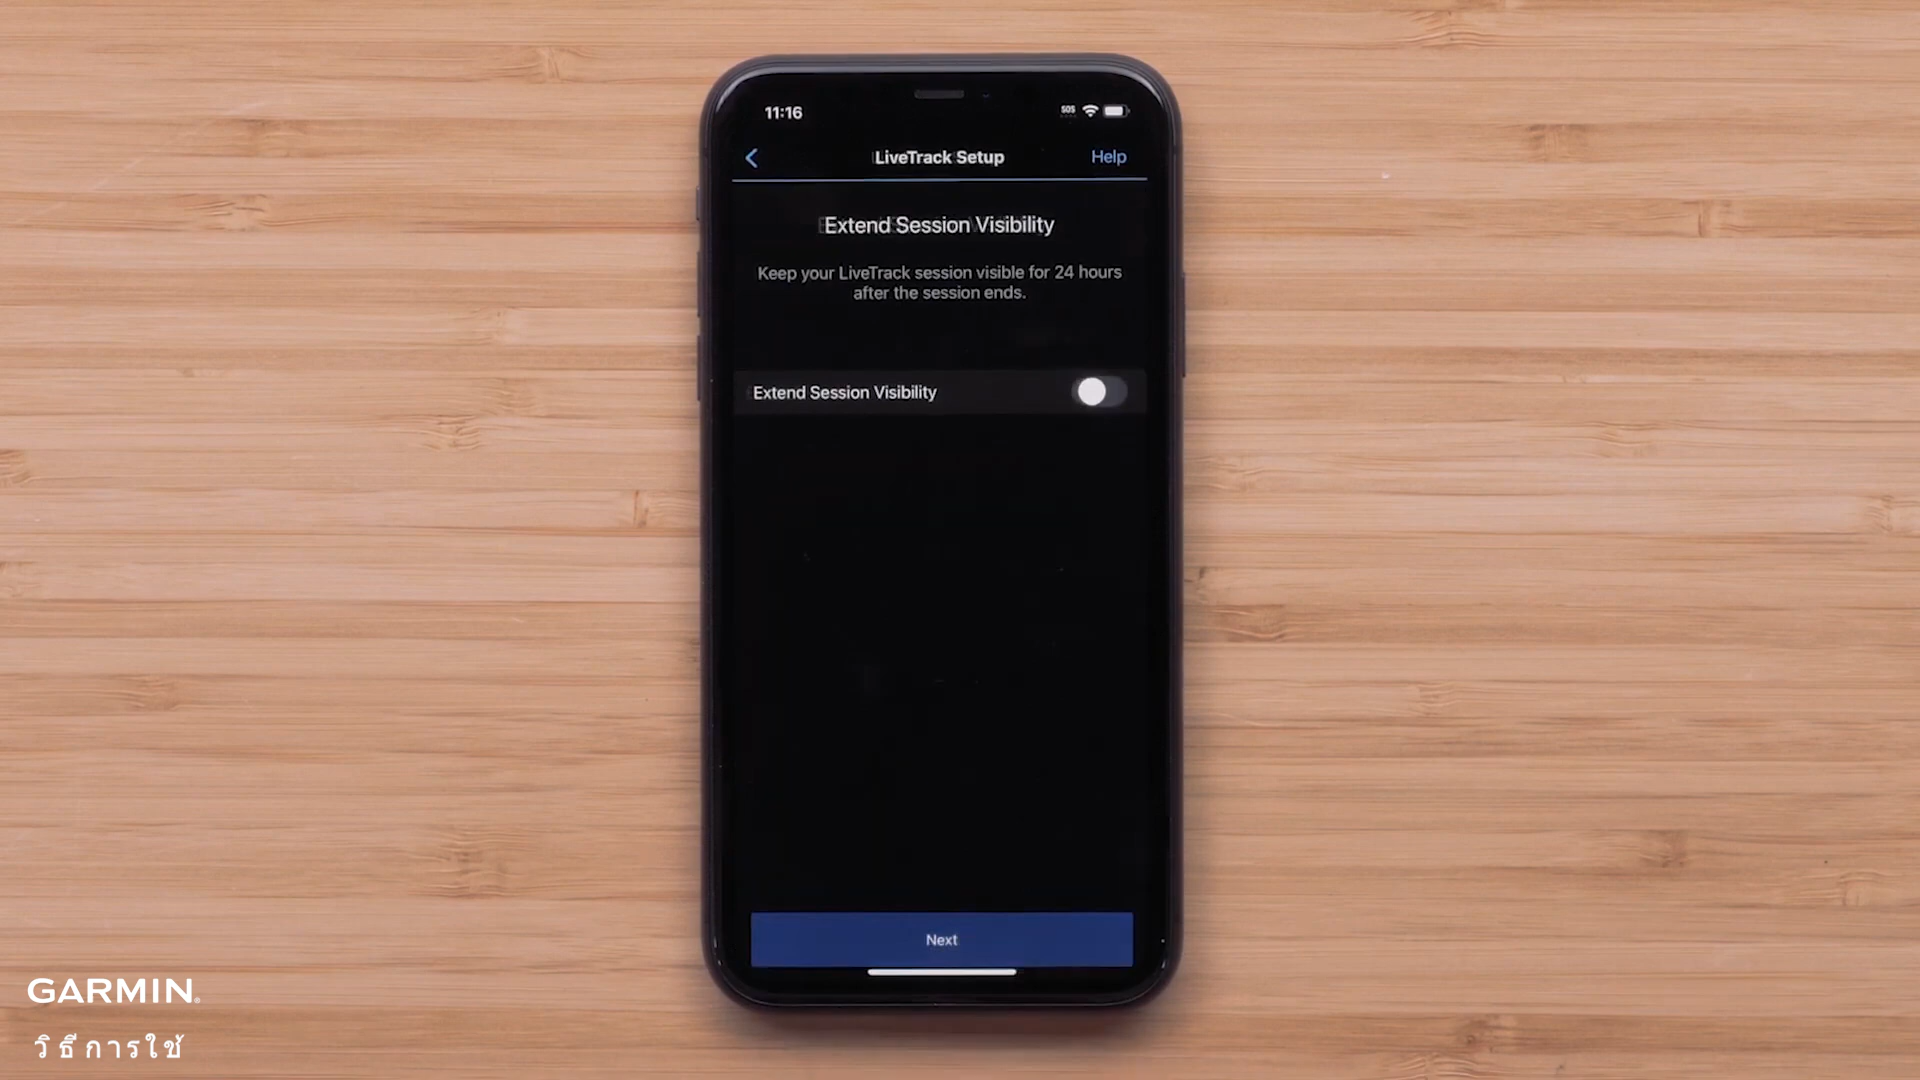 11:16
SOS
LiveTrack Setup
Help
Extend Session Visibility
Keep your LiveTrack session visible for 24 hours
after the session ends.
Extend Session Visibility
Next
GARMIN
วิธีการใช้